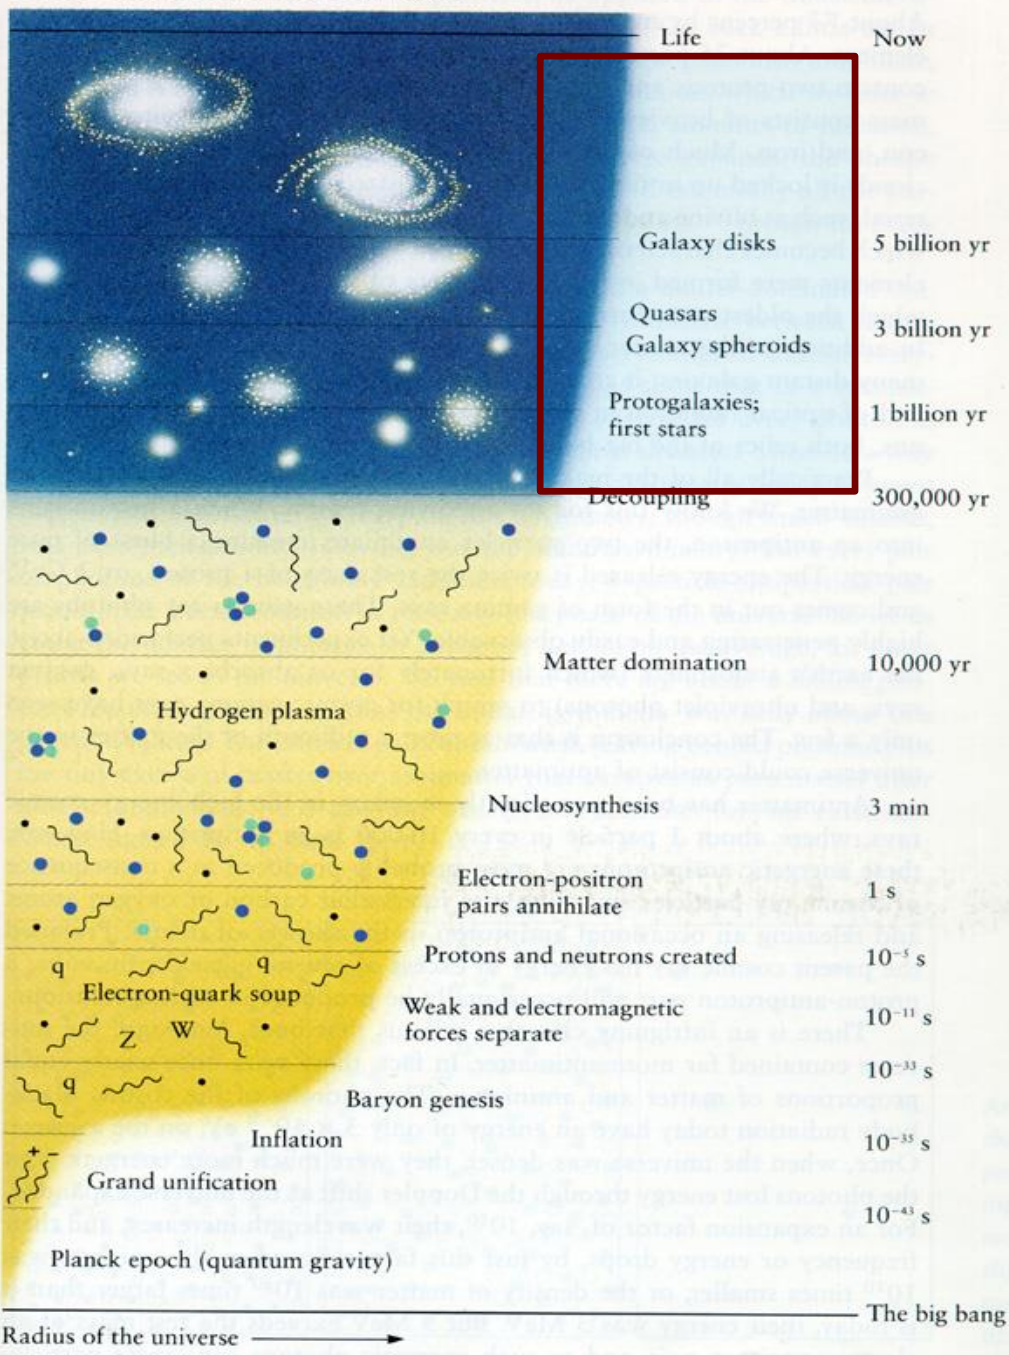 Life Now
Galaxy disks 5 billion yr
Quasars
Galaxy spheroids 3 billion yr
Protogalaxies;
first stars 1 billion yr
Decoupling 300,000 yr
Matter domination 10,000 yr
Hydrogen plasma
Nucleosynthesis 3 min
Electron-positron
pairs annihilate 1 s
Protons and neutrons created 10⁻⁵ s
q q
Electron-quark soup
Weak and electromagnetic
forces separate 10⁻¹¹ s
Z W
10⁻³³ s
q
Baryon genesis
Inflation 10⁻³⁵ s
+ −
Grand unification
10⁻⁴³ s
Planck epoch (quantum gravity)
The big bang
Radius of the universe